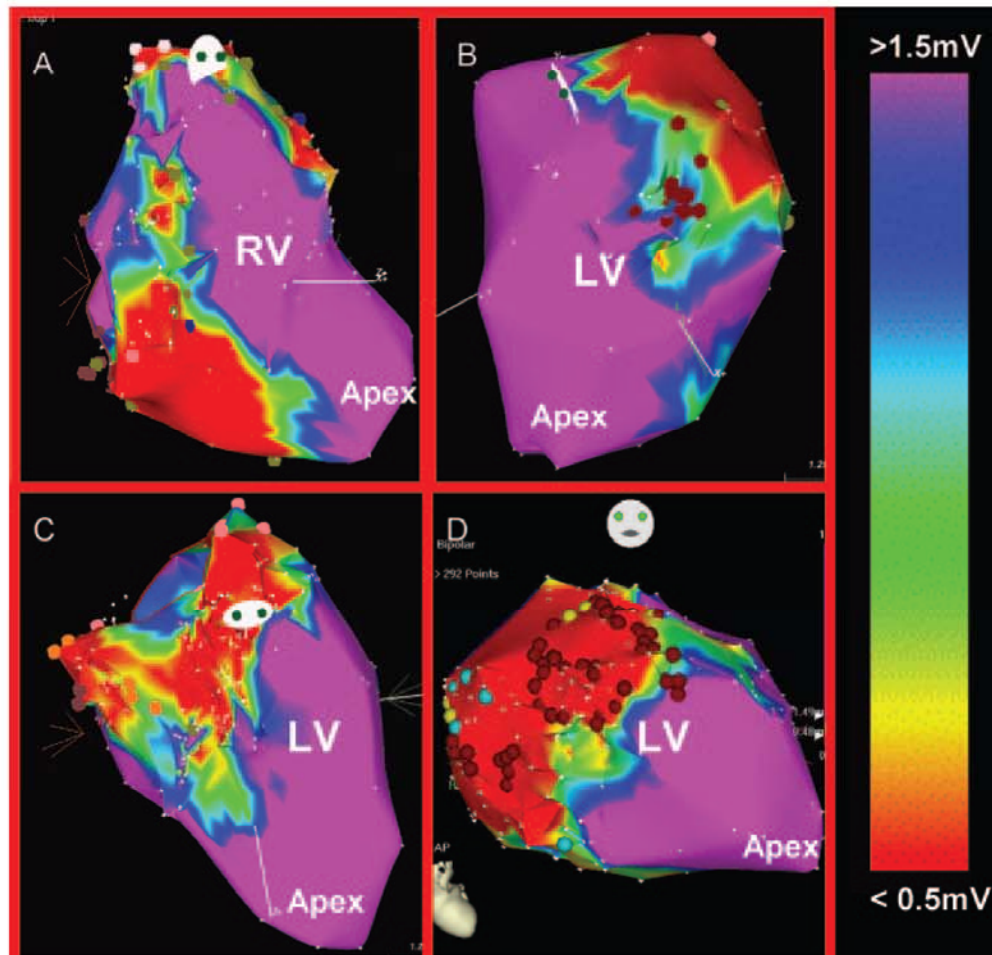 A
RV
Apex
B
LV
Apex
>1.5mV
C
LV
Apex
D
Bipolar
> 292 Points
LV
Apex
AP
< 0.5mV